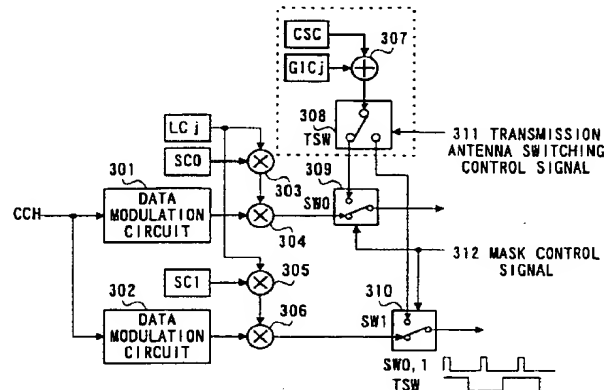 CSC
307
GICj
308
TSW
311 TRANSMISSION
ANTENNA SWITCHING
CONTROL SIGNAL
LCj
SC0
303
309
301
DATA
MODULATION
CIRCUIT
SW0
CCH
304
312 MASK CONTROL
SIGNAL
305
SC1
302
310
DATA
MODULATION
CIRCUIT
306
SW1
SW0,1
TSW